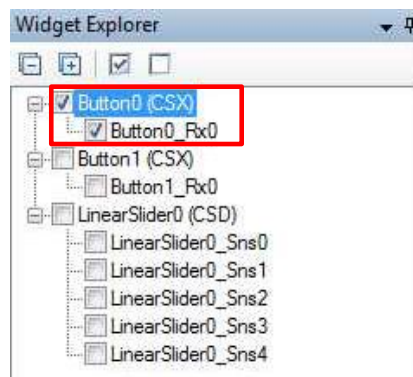 Widget Explorer
Button0 (CSX)
Button0_Rx0
Button1 (CSX)
Button1_Rx0
LinearSlider0 (CSD)
LinearSlider0_Sns0
LinearSlider0_Sns1
LinearSlider0_Sns2
LinearSlider0_Sns3
LinearSlider0_Sns4